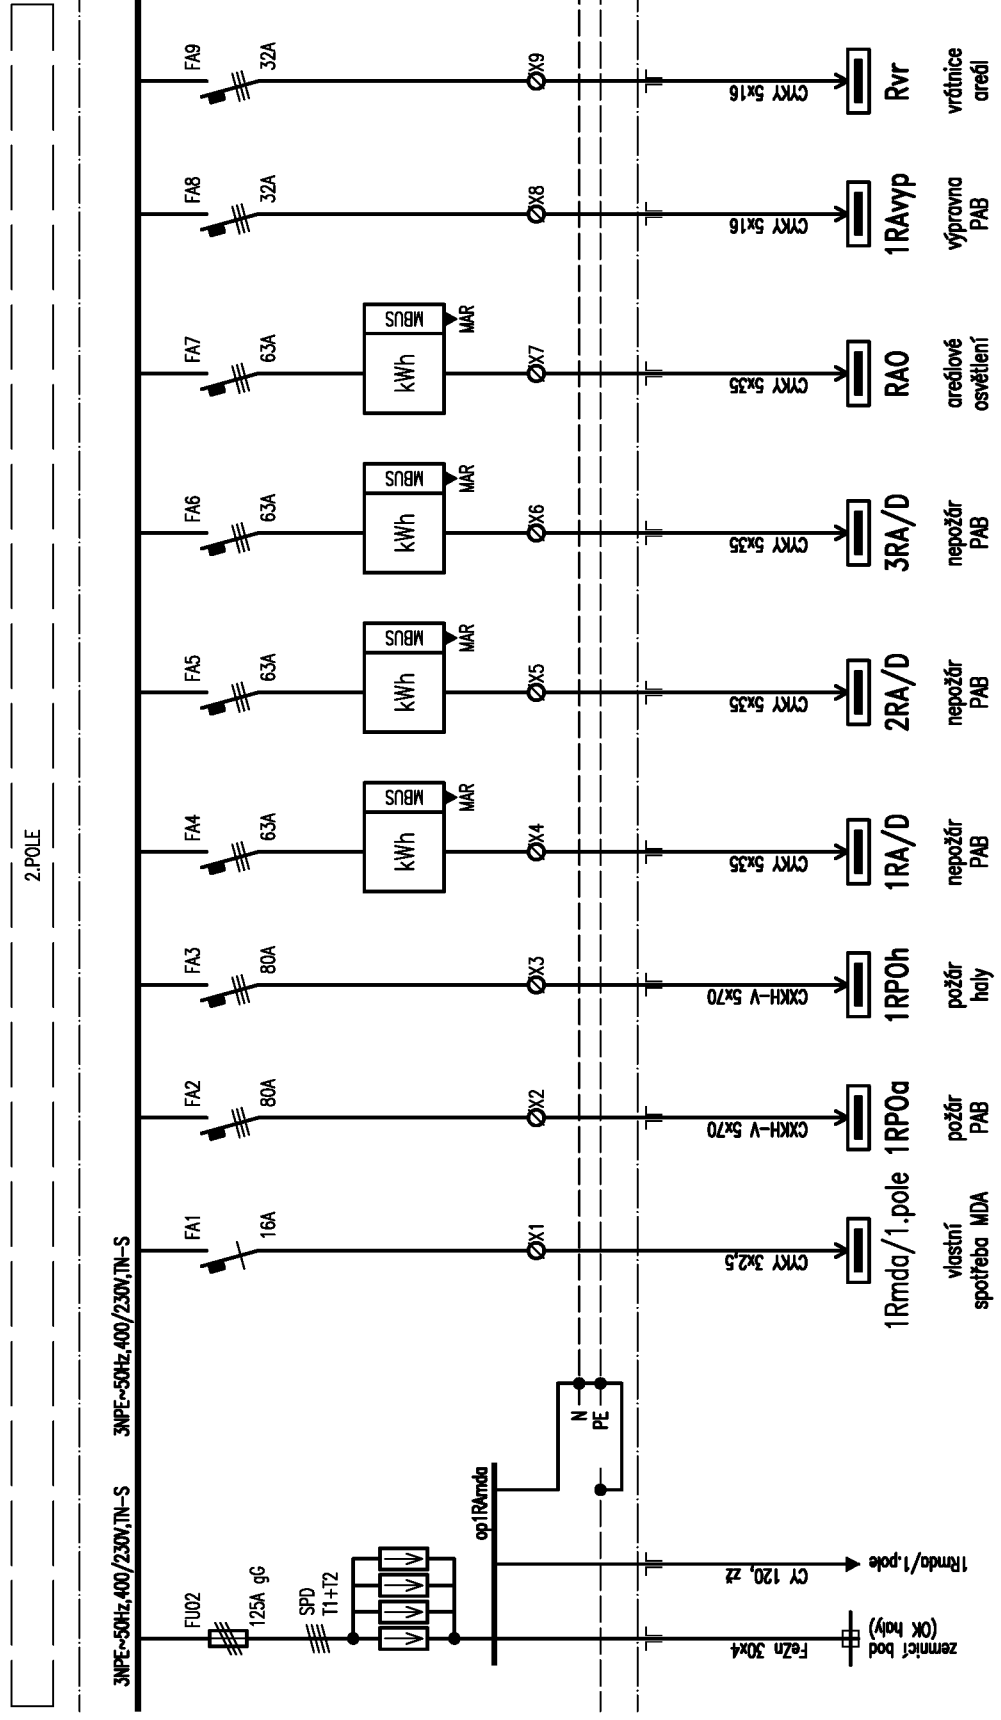 2.POLE
3NPE~50Hz,400/230V,TN-S
3NPE~50Hz,400/230V,TN-S
FU02
125A gG
SPD
T1+T2
op1RAmda
N
PE
FeZn 30x4
zemnicí bod
(OK haly)
CY 120, zž
1Rmda/1.pole
FA1
16A
X1
CYKY 3x2,5
1Rmda/1.pole
vlastní
spotřeba MDA
FA2
80A
X2
CXKH-V 5x70
1RPOa
požár
PAB
FA3
80A
X3
CXKH-V 5x70
1RPOh
požár
haly
FA4
63A
kWh
MBUS
MAR
X4
CYKY 5x35
1RA/D
nepožár
PAB
FA5
63A
kWh
MBUS
MAR
X5
CYKY 5x35
2RA/D
nepožár
PAB
FA6
63A
kWh
MBUS
MAR
X6
CYKY 5x35
3RA/D
nepožár
PAB
FA7
63A
kWh
MBUS
MAR
X7
CYKY 5x35
RAO
areálové
osvětlení
FA8
32A
X8
CYKY 5x16
1RAvyp
výpravna
PAB
FA9
32A
X9
CYKY 5x16
Rvr
vrátnice
areál